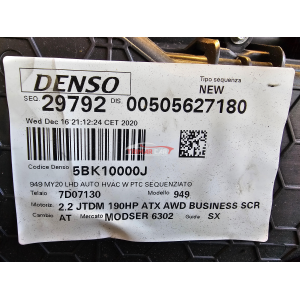 DENSO
Tipo sequenza
NEW
SEQ. 29792 DIS. 00505627180
Wed Dec 16 21:12:24 CET 2020
Codice Denso 5BK10000J
949 MY20 LHD AUTO HVAC W PTC SEQUENZIATO
Telaio 7D07130 Modello 949
Motoriz. 2.2 JTDM 190HP ATX AWD BUSINESS SCR
Cambio AT Mercato MODSER 6302 Guida SX